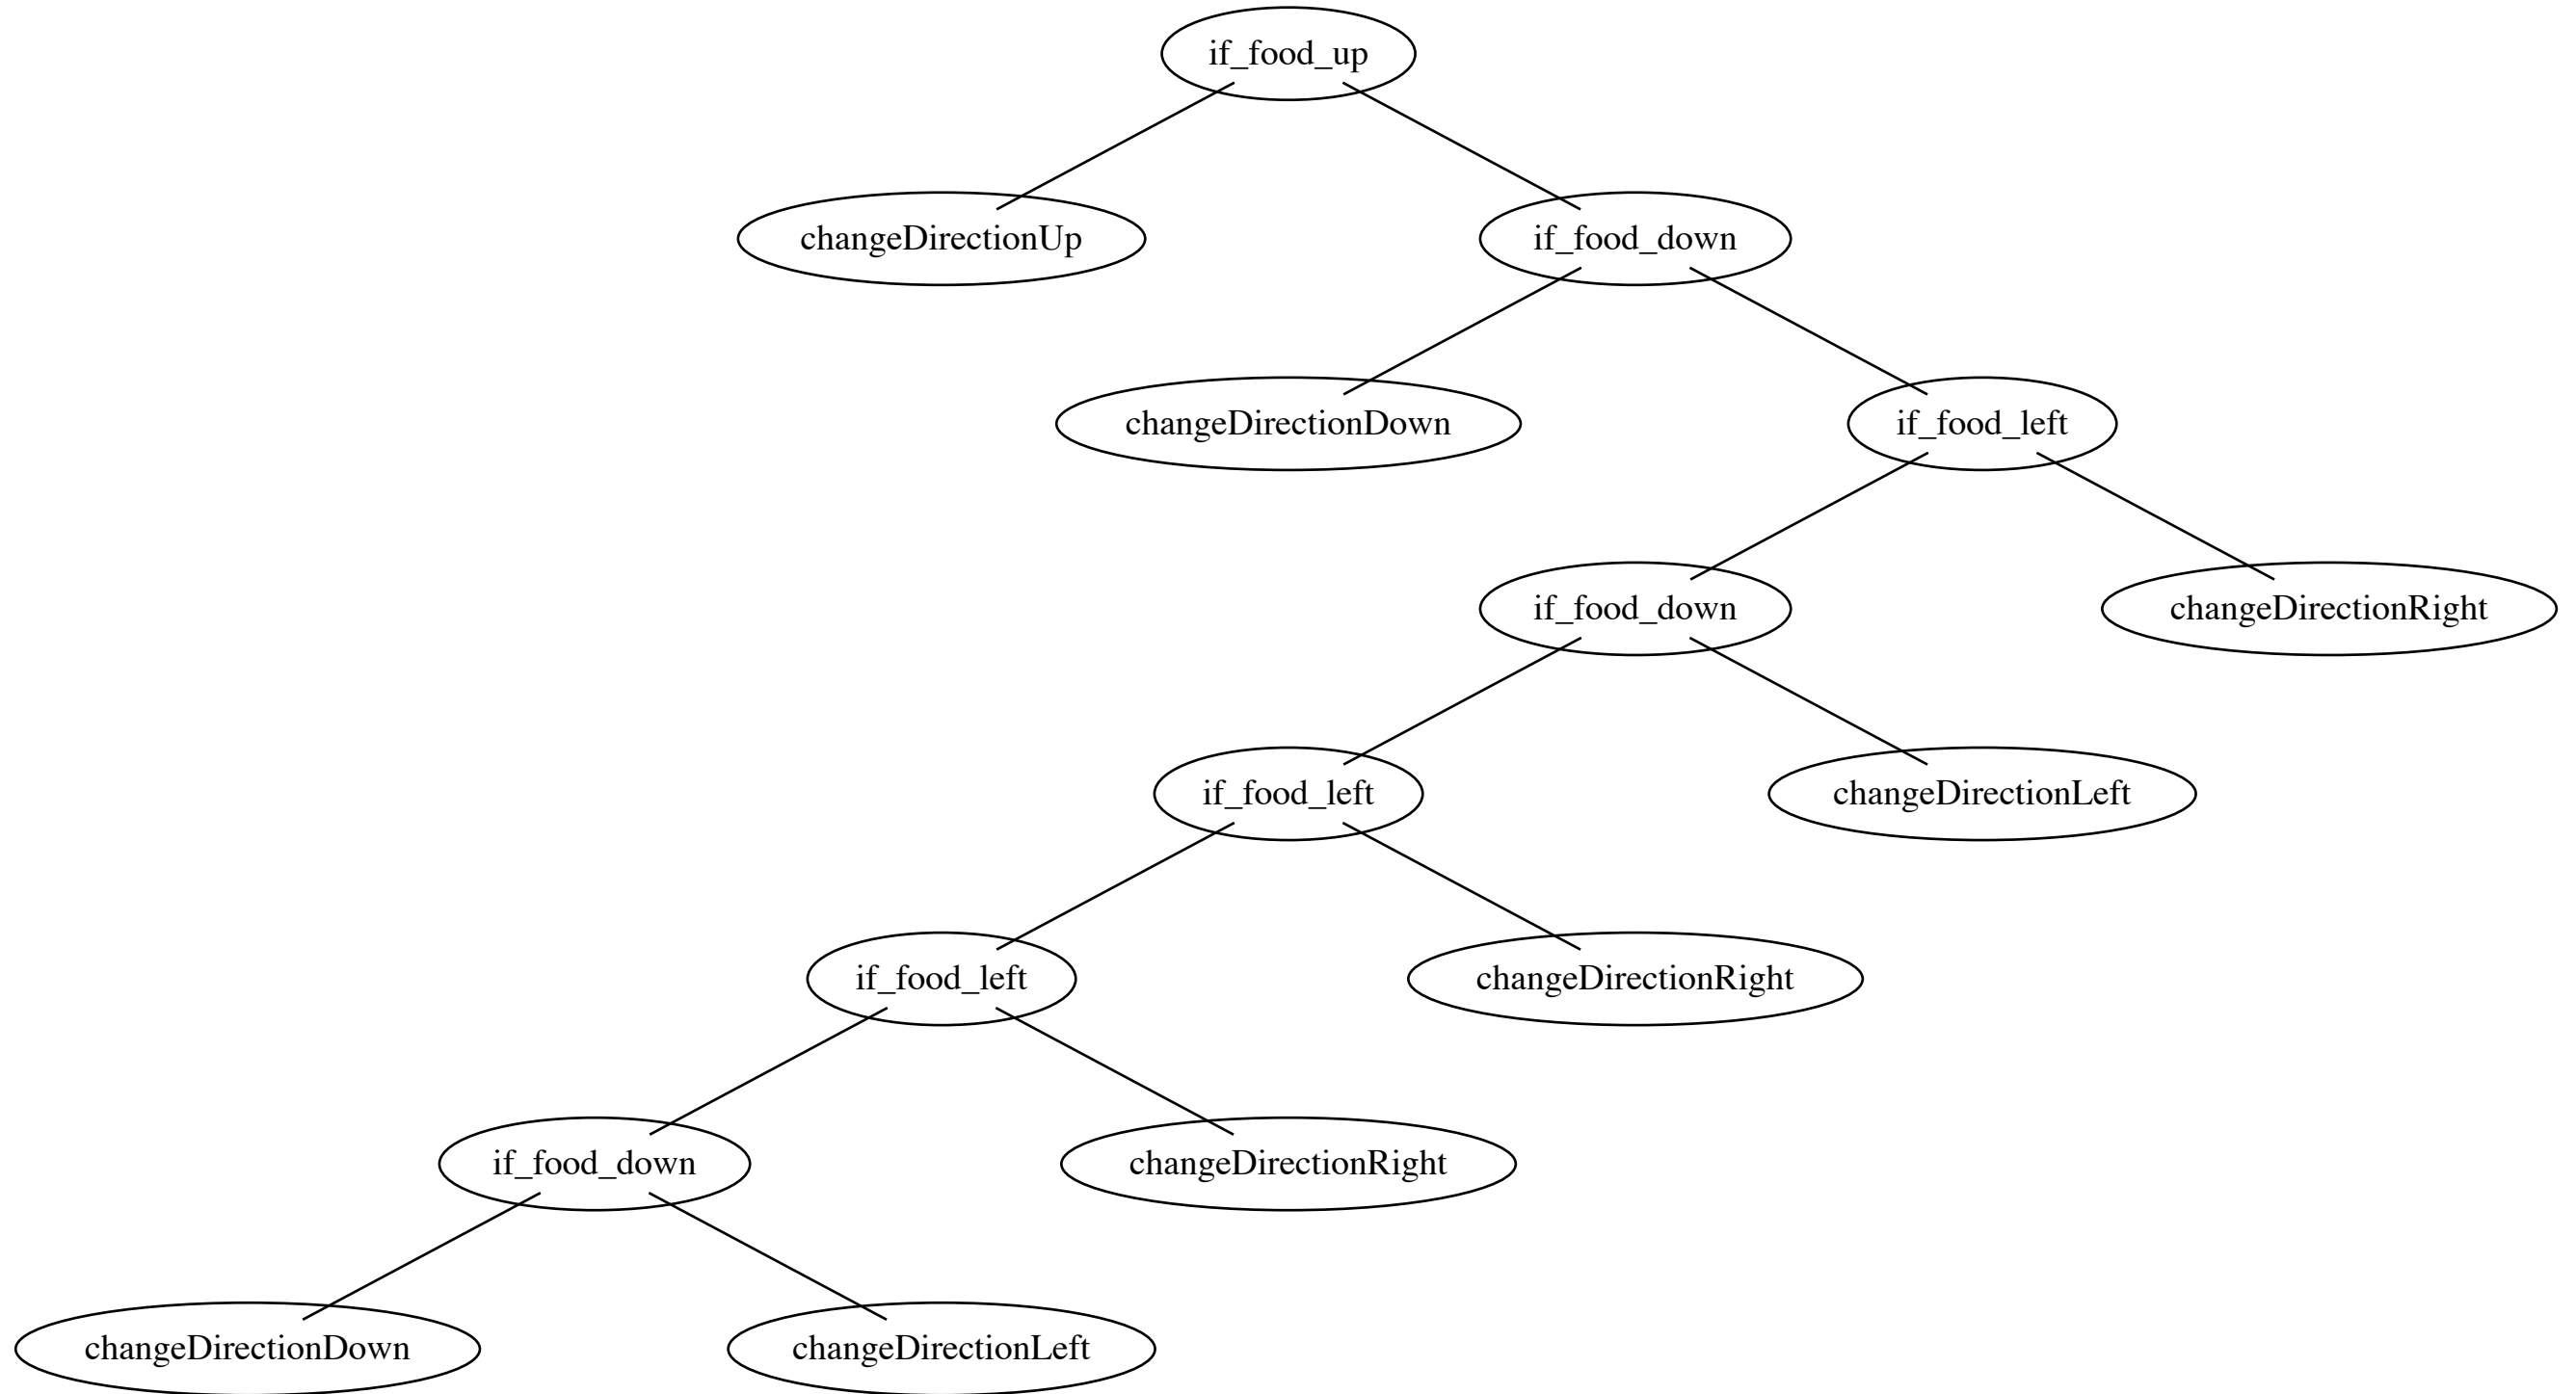 if_food_up
changeDirectionUp
if_food_down
changeDirectionDown
if_food_left
if_food_down
changeDirectionRight
if_food_left
changeDirectionLeft
if_food_left
changeDirectionRight
if_food_down
changeDirectionRight
changeDirectionDown
changeDirectionLeft